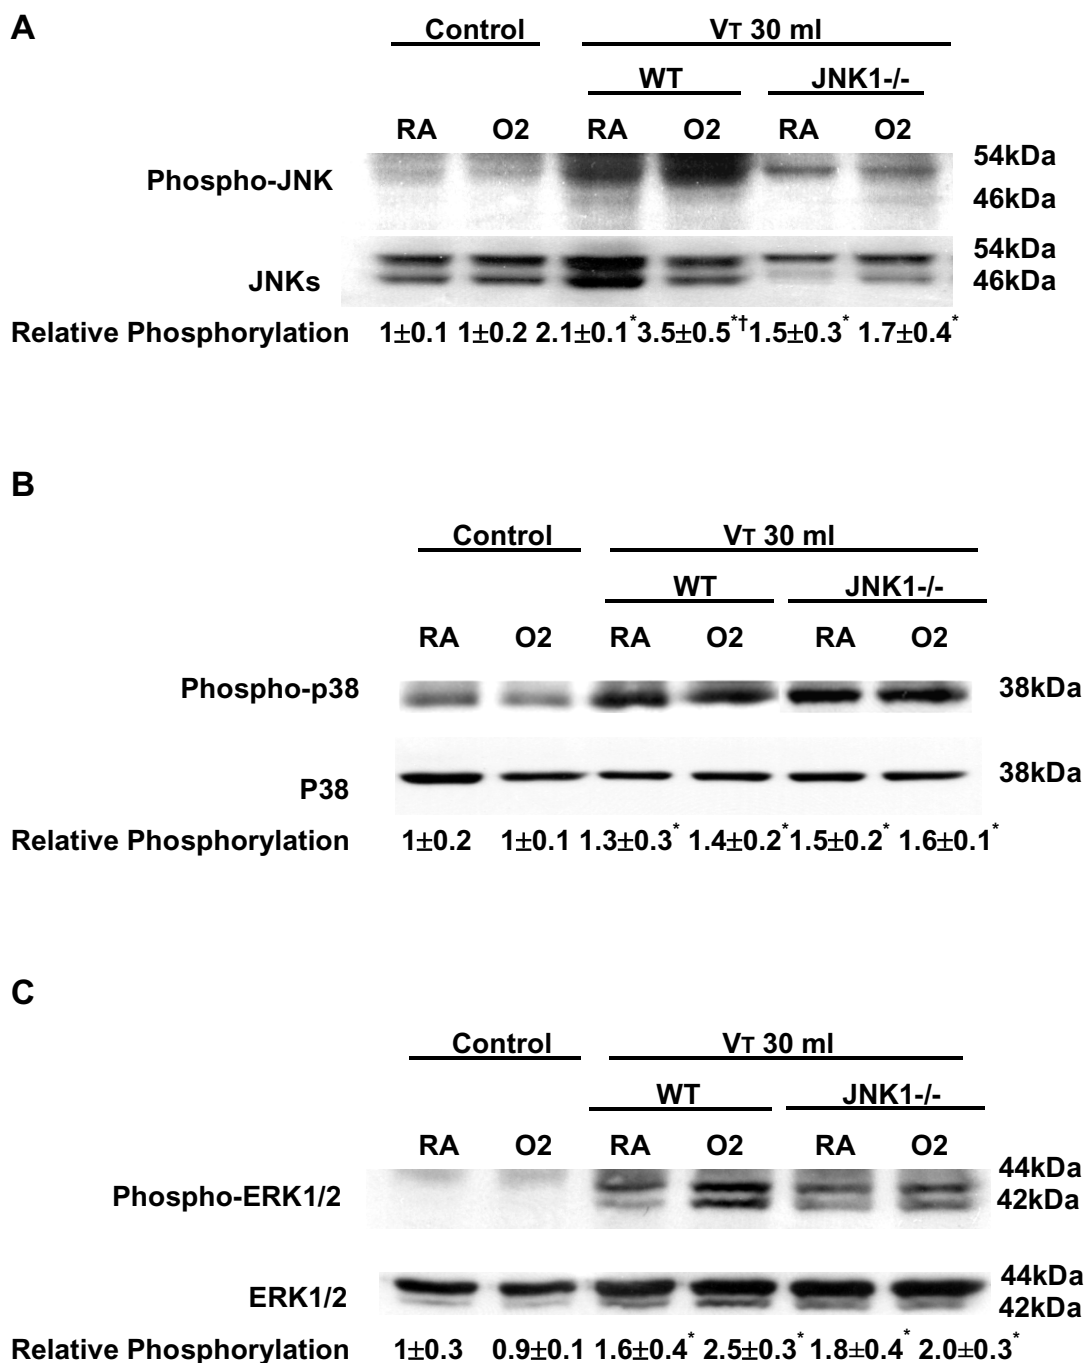 A
Control VT 30 ml
WT JNK1-/-
RA O2 RA O2 RA O2
Phospho-JNK 54kDa
46kDa
JNKs 54kDa
46kDa
Relative Phosphorylation 1±0.1 1±0.2 2.1±0.1* 3.5±0.5*† 1.5±0.3* 1.7±0.4*
B
Control VT 30 ml
WT JNK1-/-
RA O2 RA O2 RA O2
Phospho-p38 38kDa
P38 38kDa
Relative Phosphorylation 1±0.2 1±0.1 1.3±0.3* 1.4±0.2* 1.5±0.2* 1.6±0.1*
C
Control VT 30 ml
WT JNK1-/-
RA O2 RA O2 RA O2
Phospho-ERK1/2 44kDa
42kDa
ERK1/2 44kDa
42kDa
Relative Phosphorylation 1±0.3 0.9±0.1 1.6±0.4* 2.5±0.3* 1.8±0.4* 2.0±0.3*